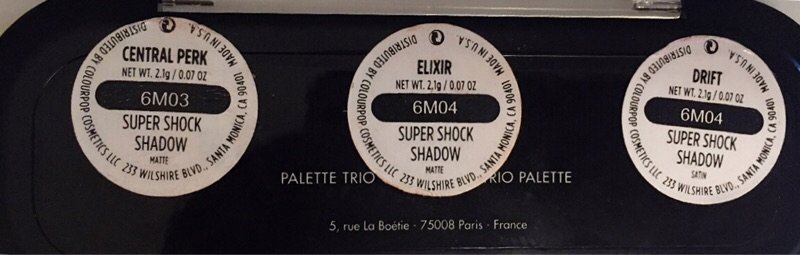 CENTRAL PERK
NET WT. 2.1g / 0.07 OZ
6M03
SUPER SHOCK
SHADOW
MATTE
DISTRIBUTED BY COLOURPOP COSMETICS LLC 233 WILSHIRE BLVD., SANTA MONICA, CA 90401 MADE IN U.S.A
ELIXIR
NET WT. 2.1g / 0.07 OZ
6M04
SUPER SHOCK
SHADOW
MATTE
DISTRIBUTED BY COLOURPOP COSMETICS LLC 233 WILSHIRE BLVD., SANTA MONICA, CA 90401 MADE IN U.S.A
DRIFT
NET WT. 2.1g / 0.07 OZ
6M04
SUPER SHOCK
SHADOW
SATIN
DISTRIBUTED BY COLOURPOP COSMETICS LLC 233 WILSHIRE BLVD., SANTA MONICA, CA 90401 MADE IN U.S.A
PALETTE TRIO RIO PALETTE
5, rue La Boétie - 75008 Paris - France